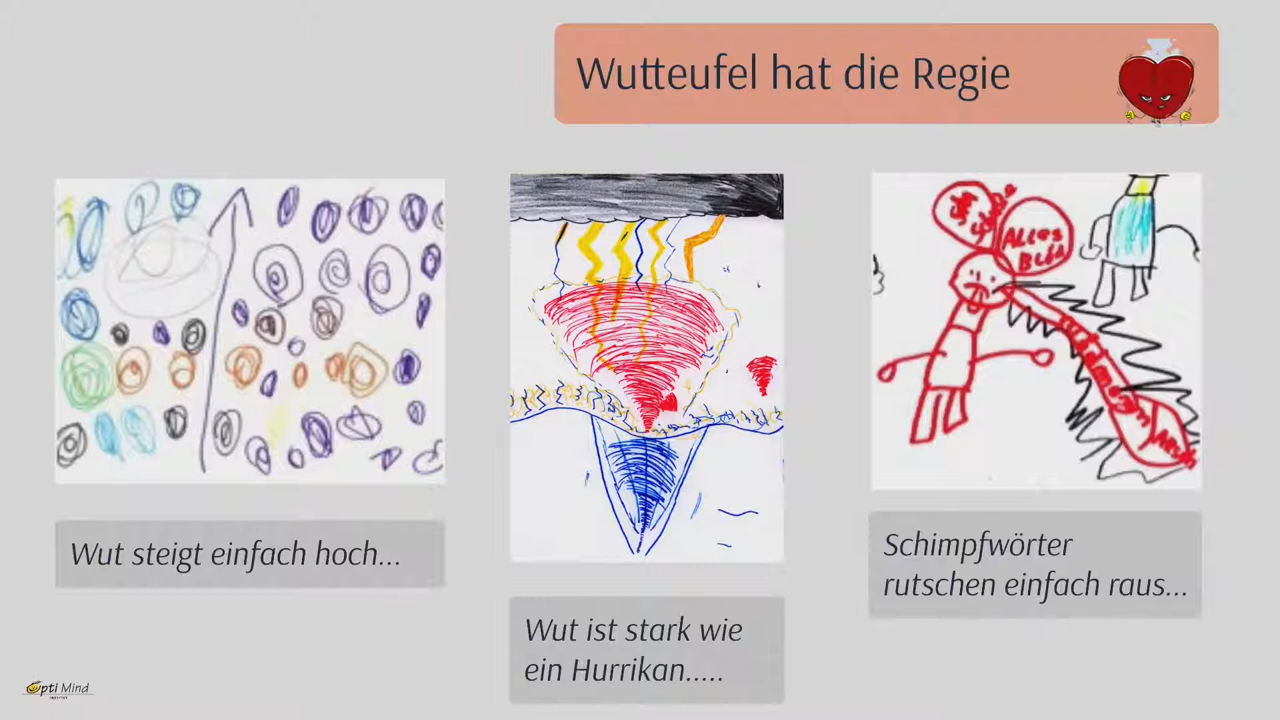 Wutteufel hat die Regie
ALLes
BLöd
Wut steigt einfach hoch...
Wut ist stark wie
ein Hurrikan.....
Schimpfwörter
rutschen einfach raus...
Opti Mind
INSTITUT